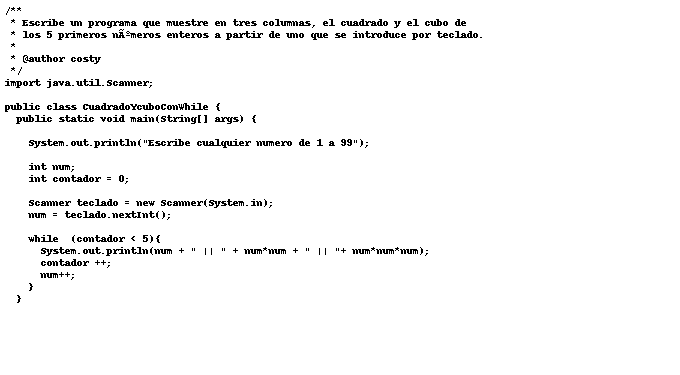 /**
 * Escribe un programa que muestre en tres columnas, el cuadrado y el cubo de
 * los 5 primeros nÃºmeros enteros a partir de uno que se introduce por teclado.
 *
 * @author costy
 */
import java.util.Scanner;
public class CuadradoYcuboConWhile {
  public static void main(String[] args) {
    System.out.println("Escribe cualquier numero de 1 a 99");
    int num;
    int contador = 0;
    Scanner teclado = new Scanner(System.in);
    num = teclado.nextInt();
    while  (contador < 5){
      System.out.println(num + " || " + num*num + " || "+ num*num*num);
      contador ++;
      num++;
    }
  }